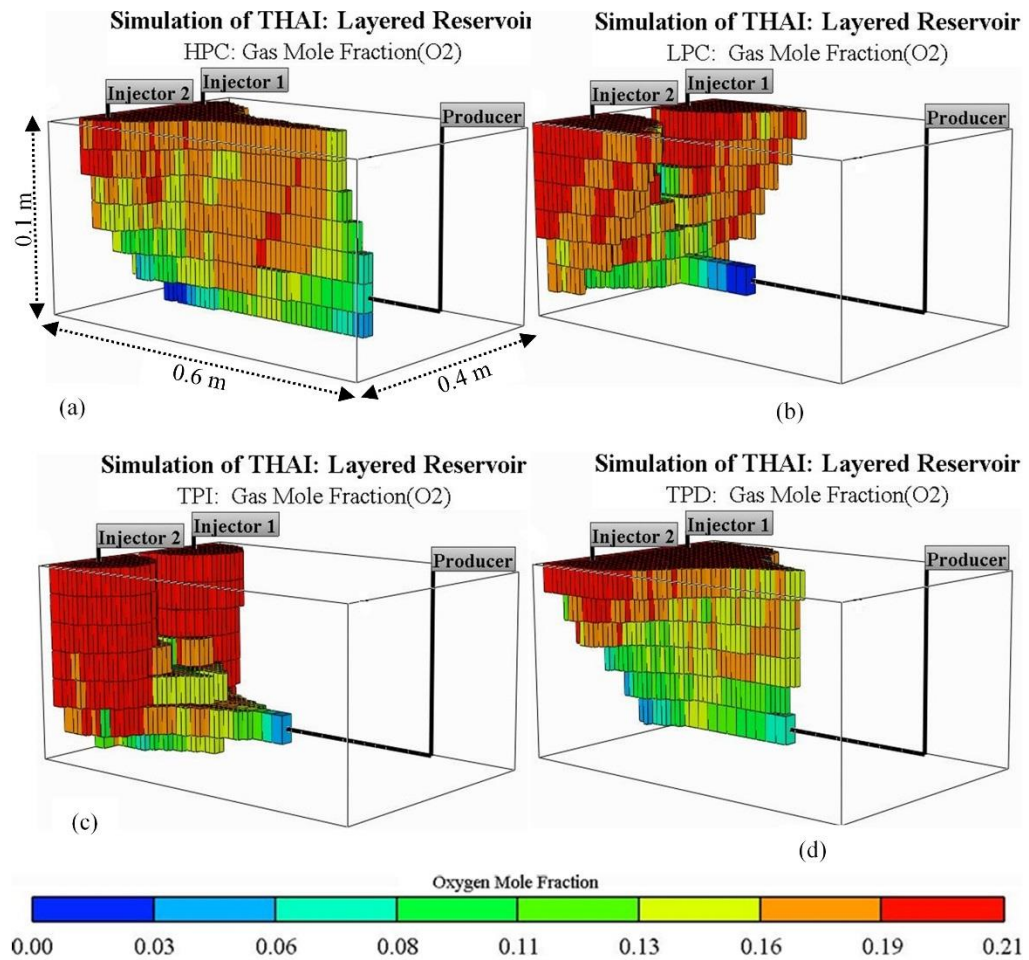 Simulation of THAI: Layered Reservoir
HPC: Gas Mole Fraction(O2)
Injector 1
Injector 2
Producer
0.1 m
0.6 m
0.4 m
(a)
Simulation of THAI: Layered Reservoir
LPC: Gas Mole Fraction(O2)
Injector 1
Injector 2
Producer
(b)
Simulation of THAI: Layered Reservoir
TPI: Gas Mole Fraction(O2)
Injector 1
Injector 2
Producer
(c)
Simulation of THAI: Layered Reservoir
TPD: Gas Mole Fraction(O2)
Injector 1
Injector 2
Producer
(d)
Oxygen Mole Fraction
0.00 0.03 0.06 0.08 0.11 0.13 0.16 0.19 0.21